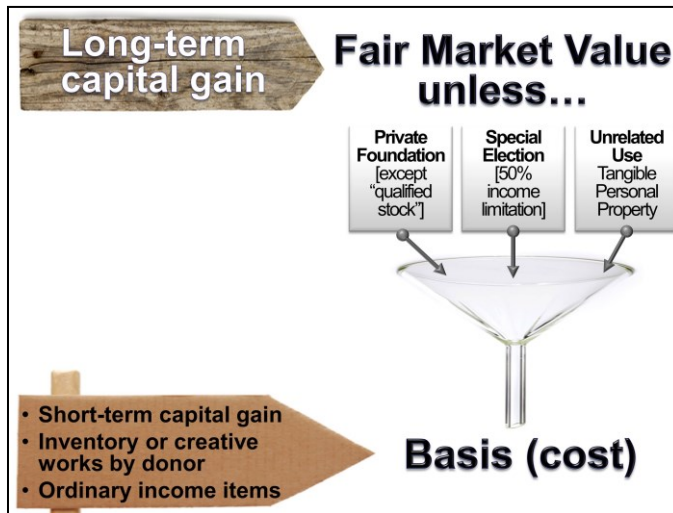 Long-term
capital gain
Fair Market Value
unless…
Private
Foundation
[except
“qualified
stock”]
Special
Election
[50%
income
limitation]
Unrelated
Use
Tangible
Personal
Property
• Short-term capital gain
• Inventory or creative
works by donor
• Ordinary income items
Basis (cost)